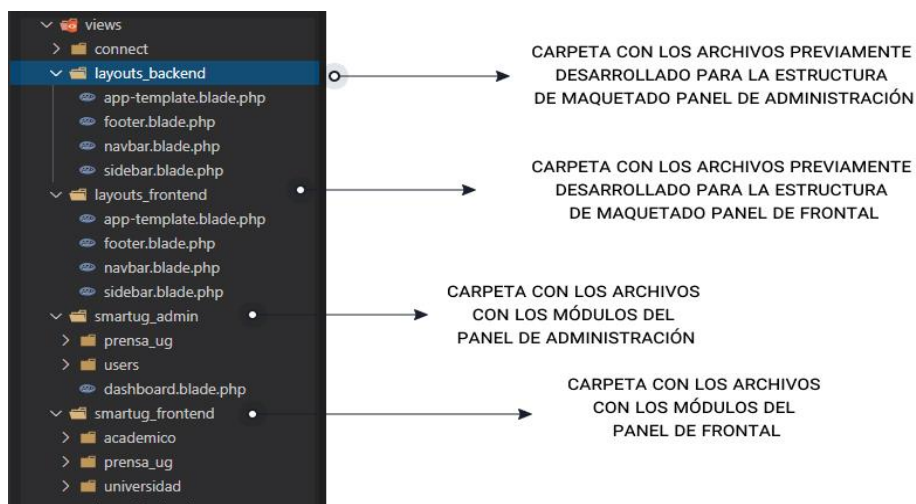 views
connect
layouts_backend
app-template.blade.php
footer.blade.php
navbar.blade.php
sidebar.blade.php
layouts_frontend
app-template.blade.php
footer.blade.php
navbar.blade.php
sidebar.blade.php
smartug_admin
prensa_ug
users
dashboard.blade.php
smartug_frontend
academico
prensa_ug
universidad
CARPETA CON LOS ARCHIVOS PREVIAMENTE
DESARROLLADO PARA LA ESTRUCTURA
DE MAQUETADO PANEL DE ADMINISTRACIÓN
CARPETA CON LOS ARCHIVOS PREVIAMENTE
DESARROLLADO PARA LA ESTRUCTURA
DE MAQUETADO PANEL DE FRONTAL
CARPETA CON LOS ARCHIVOS
CON LOS MÓDULOS DEL
PANEL DE ADMINISTRACIÓN
CARPETA CON LOS ARCHIVOS
CON LOS MÓDULOS DEL
PANEL DE FRONTAL